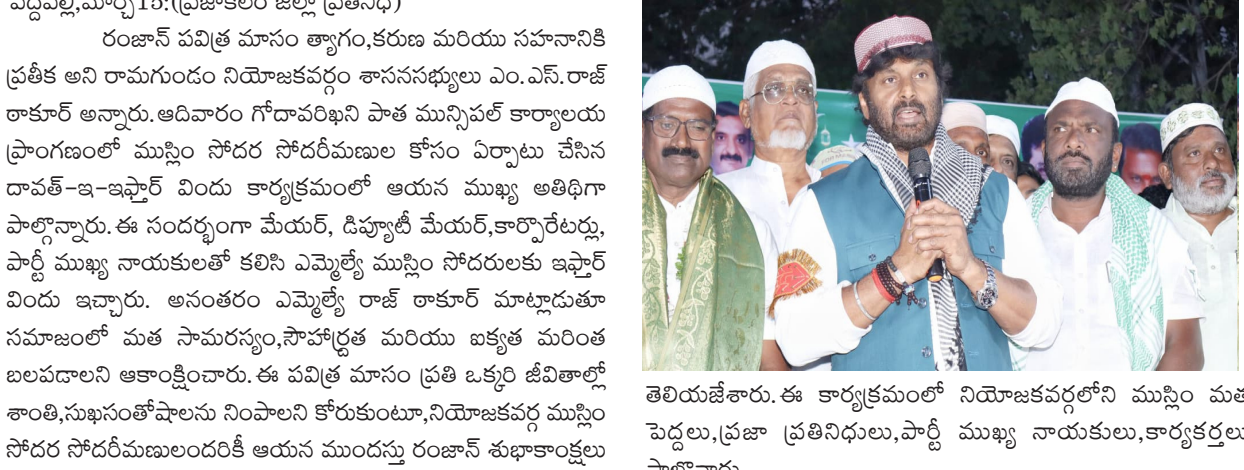 పెద్దపల్లి,మార్చి15:(ప్రజాకలం జిల్లా ప్రతినిధి)
రంజాన్ పవిత్ర మాసం త్యాగం,కరుణ మరియు సహనానికి
ప్రతీక అని రామగుండం నియోజకవర్గం శాసనసభ్యులు ఎం.ఎస్.రాజ్
ఠాకూర్ అన్నారు.ఆదివారం గోదావరిఖని పాత మున్సిపల్ కార్యాలయ
ప్రాంగణంలో ముస్లిం సోదర సోదరీమణుల కోసం ఏర్పాటు చేసిన
దావత్-ఇ-ఇఫ్తార్ విందు కార్యక్రమంలో ఆయన ముఖ్య అతిథిగా
పాల్గొన్నారు.ఈ సందర్భంగా మేయర్, డిప్యూటీ మేయర్,కార్పొరేటర్లు,
పార్టీ ముఖ్య నాయకులతో కలిసి ఎమ్మెల్యే ముస్లిం సోదరులకు ఇఫ్తార్
విందు ఇచ్చారు. అనంతరం ఎమ్మెల్యే రాజ్ ఠాకూర్ మాట్లాడుతూ
సమాజంలో మత సామరస్యం,సౌహార్ద్రత మరియు ఐక్యత మరింత
బలపడాలని ఆకాంక్షించారు.ఈ పవిత్ర మాసం ప్రతి ఒక్కరి జీవితాల్లో
శాంతి,సుఖసంతోషాలను నింపాలని కోరుకుంటూ,నియోజకవర్గ ముస్లిం
సోదర సోదరీమణులందరికీ ఆయన ముందస్తు రంజాన్ శుభాకాంక్షలు
తెలియజేశారు.ఈ కార్యక్రమంలో నియోజకవర్గంలోని ముస్లిం మత
పెద్దలు,ప్రజా ప్రతినిధులు,పార్టీ ముఖ్య నాయకులు,కార్యకర్తలు
పాల్గొన్నారు.